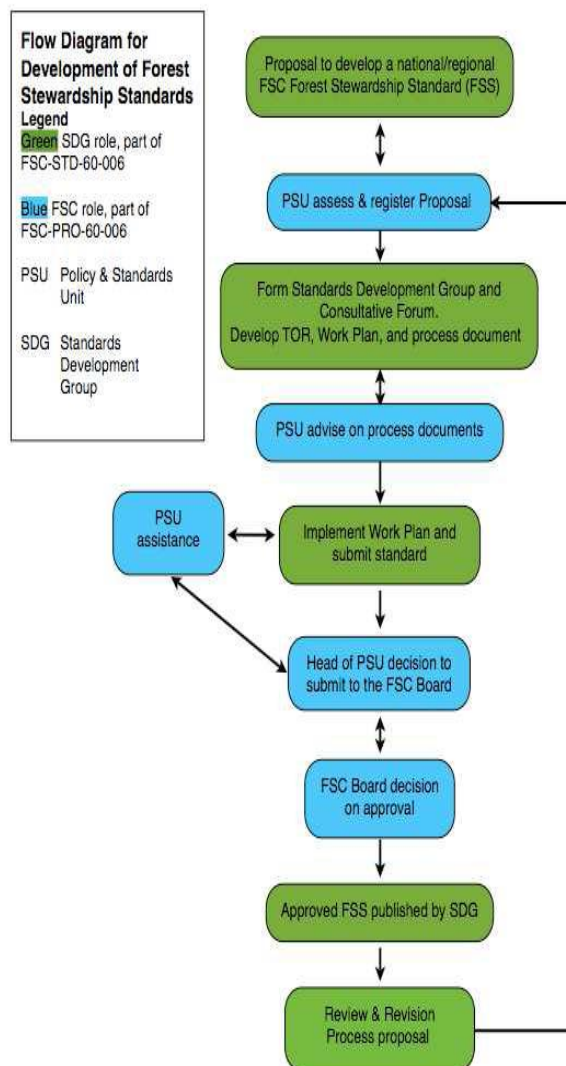 Flow Diagram for
Development of Forest
Stewardship Standards
Legend
Green SDG role, part of
FSC-STD-60-006
Blue FSC role, part of
FSC-PRO-60-006
PSU Policy & Standards
Unit
SDG Standards
Development
Group
Proposal to develop a national/regional
FSC Forest Stewardship Standard (FSS)
PSU assess & register Proposal
Form Standards Development Group and
Consultative Forum.
Develop TOR, Work Plan, and process document
PSU advise on process documents
PSU
assistance
Implement Work Plan and
submit standard
Head of PSU decision to
submit to the FSC Board
FSC Board decision
on approval
Approved FSS published by SDG
Review & Revision
Process proposal